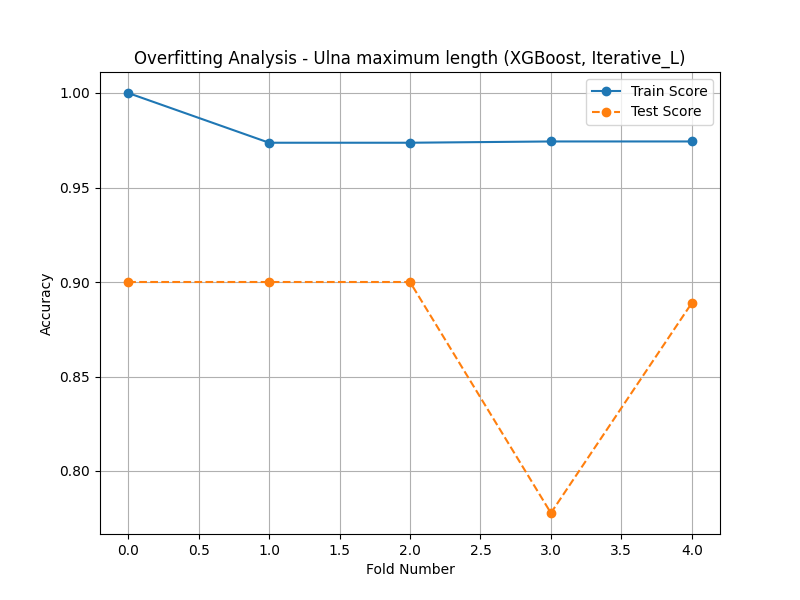 Overfitting Analysis - Ulna maximum length (XGBoost, Iterative_L)
Train Score
Test Score
1.00
0.95
0.90
0.85
0.80
Accuracy
0.0 0.5 1.0 1.5 2.0 2.5 3.0 3.5 4.0
Fold Number